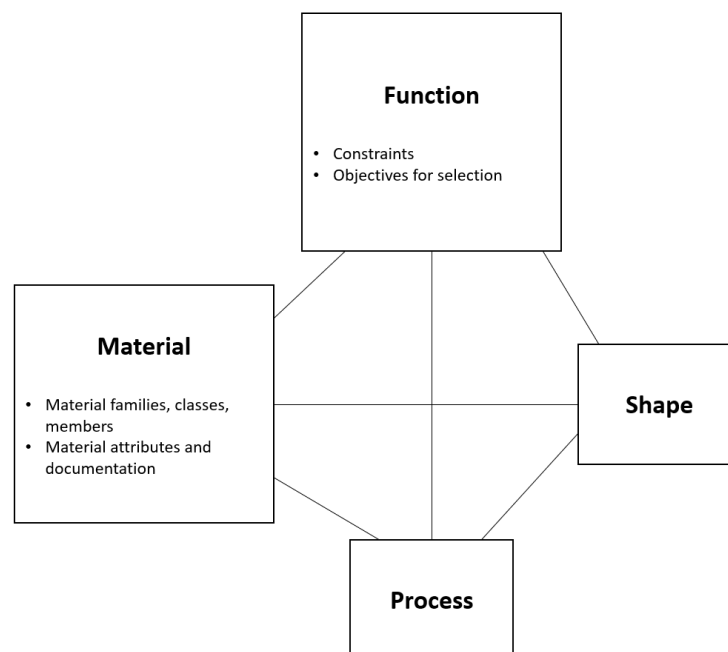 Function
• Constraints
• Objectives for selection
Material
• Material families, classes,
members
• Material attributes and
documentation
Shape
Process